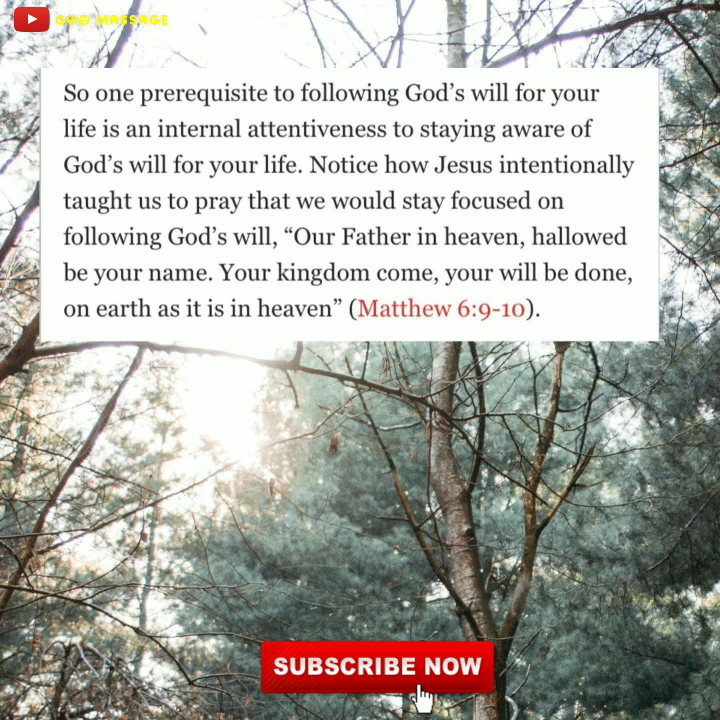 GOD MASSAGE
So one prerequisite to following God’s will for your
life is an internal attentiveness to staying aware of
God’s will for your life. Notice how Jesus intentionally
taught us to pray that we would stay focused on
following God’s will, “Our Father in heaven, hallowed
be your name. Your kingdom come, your will be done,
on earth as it is in heaven” (Matthew 6:9-10).
SUBSCRIBE NOW